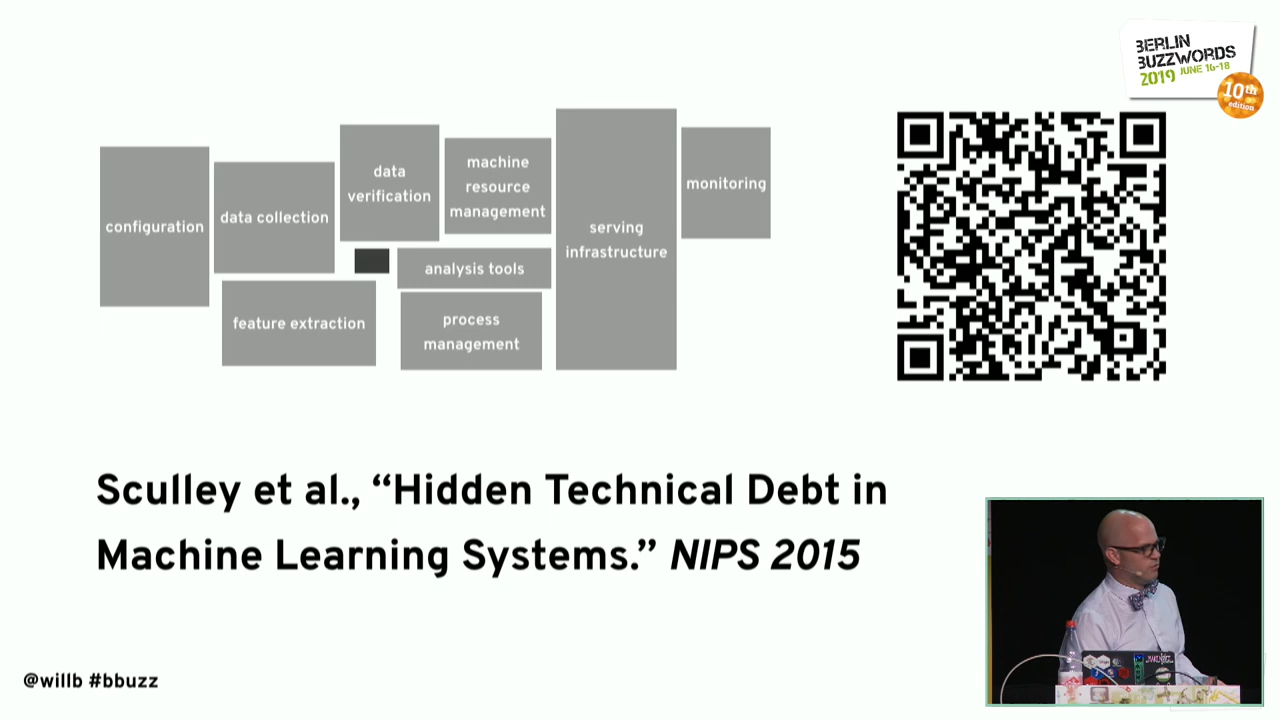 BERLIN
BUZZWORDS
2019 JUNE 16-18
10th
edition
configuration
data collection
data
verification
machine
resource
management
serving
infrastructure
monitoring
analysis tools
feature extraction
process
management
Sculley et al., “Hidden Technical Debt in
Machine Learning Systems.” NIPS 2015
@willb #bbuzz